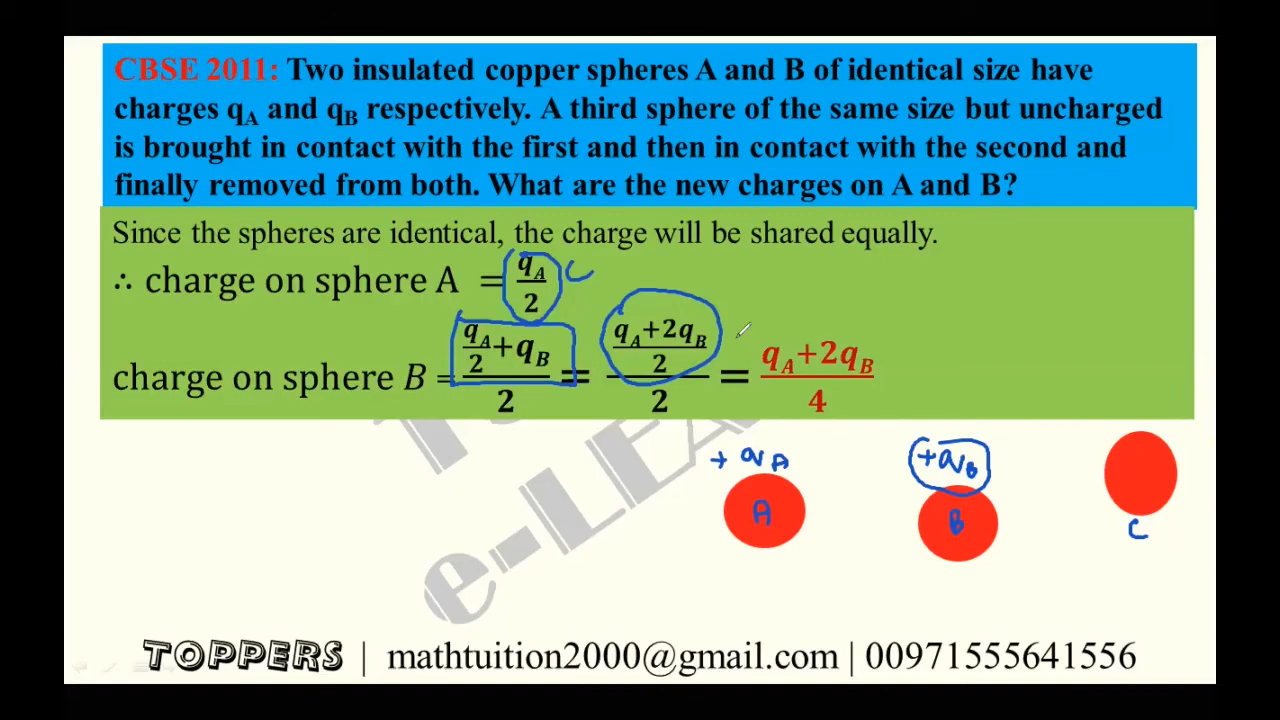 CBSE 2011: Two insulated copper spheres A and B of identical size have
charges qA and qB respectively. A third sphere of the same size but uncharged
is brought in contact with the first and then in contact with the second and
finally removed from both. What are the new charges on A and B?
Since the spheres are identical, the charge will be shared equally.
∴ charge on sphere A = qA/2 C
charge on sphere B = (qA/2+qB)/2 = ((qA+2qB)/2)/2 = (qA+2qB)/4
e-LEA
+ qA
+qB
A
B
C
TOPPERS | mathtuition2000@gmail.com | 00971555641556